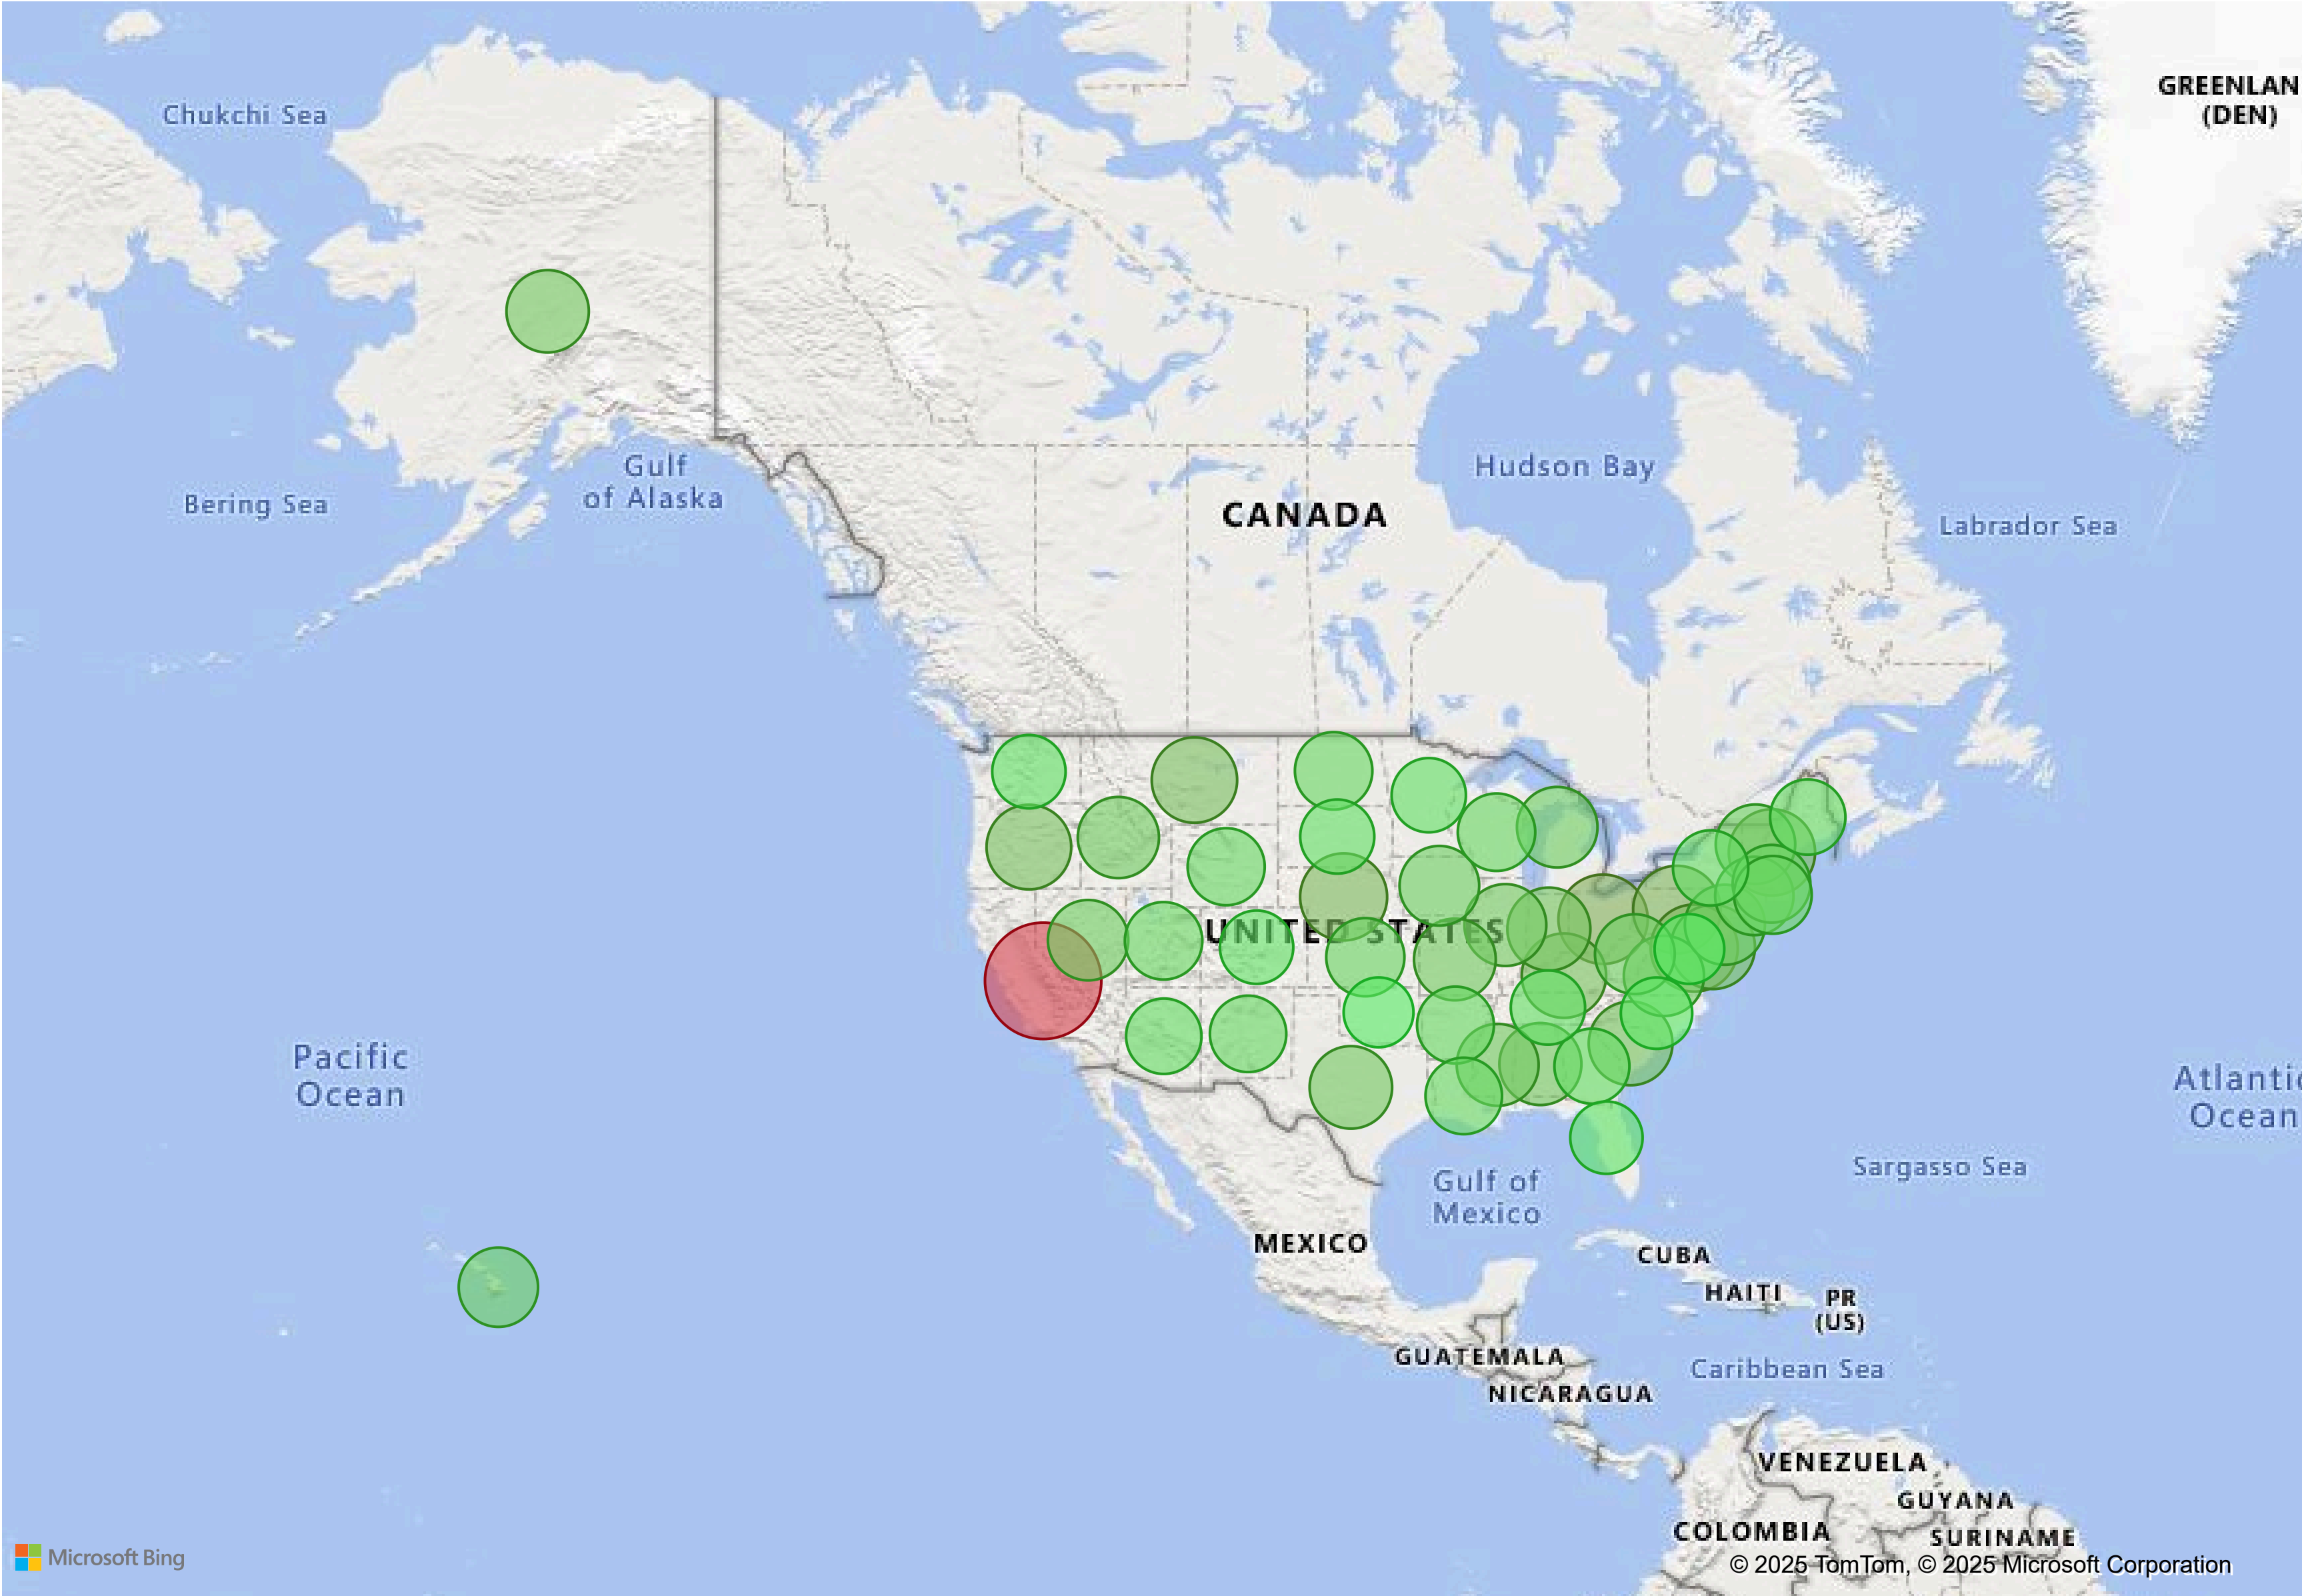 GREENLAN
(DEN)
Chukchi Sea
Gulf
of Alaska
Bering Sea
Hudson Bay
CANADA
Labrador Sea
UNITED STATES
Pacific
Ocean
Atlantic
Ocean
Sargasso Sea
Gulf of
Mexico
MEXICO
CUBA
HAITI
PR
(US)
GUATEMALA
Caribbean Sea
NICARAGUA
VENEZUELA
GUYANA
COLOMBIA
SURINAME
Microsoft Bing
© 2025 TomTom, © 2025 Microsoft Corporation